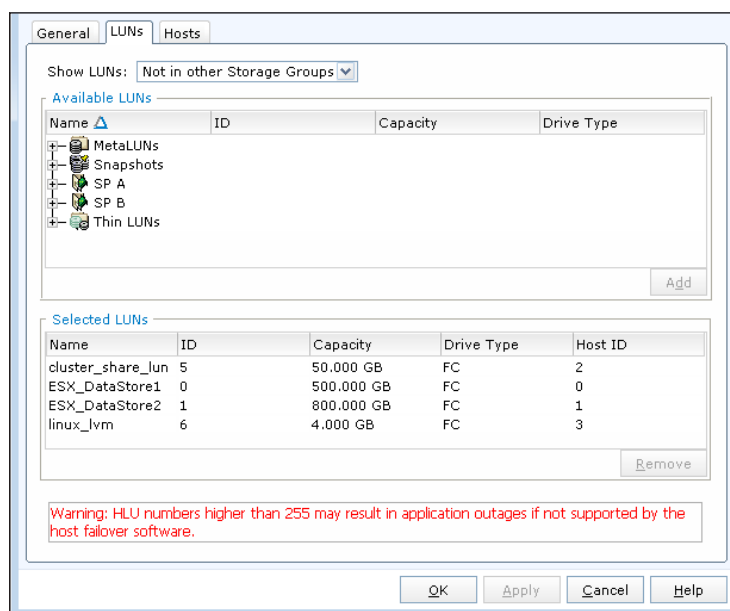 General LUNs Hosts
Show LUNs: Not in other Storage Groups
Available LUNs
Name ID Capacity Drive Type
MetaLUNs
Snapshots
SP A
SP B
Thin LUNs
Add
Selected LUNs
Name ID Capacity Drive Type Host ID
cluster_share_lun 5 50.000 GB FC 2
ESX_DataStore1 0 500.000 GB FC 0
ESX_DataStore2 1 800.000 GB FC 1
linux_lvm 6 4.000 GB FC 3
Remove
Warning: HLU numbers higher than 255 may result in application outages if not supported by the
host failover software.
OK Apply Cancel Help